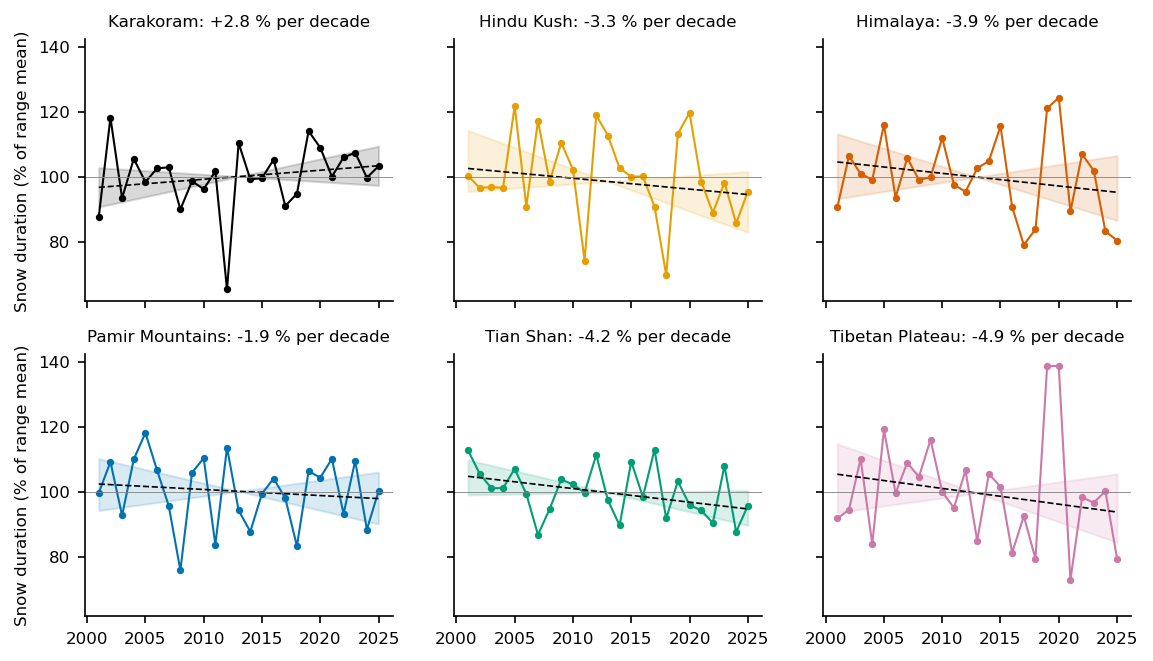 Karakoram: +2.8 % per decade
Hindu Kush: -3.3 % per decade
Himalaya: -3.9 % per decade
Snow duration (% of range mean)
140
120
100
80
Pamir Mountains: -1.9 % per decade
Tian Shan: -4.2 % per decade
Tibetan Plateau: -4.9 % per decade
Snow duration (% of range mean)
140
120
100
80
2000 2005 2010 2015 2020 2025
2000 2005 2010 2015 2020 2025
2000 2005 2010 2015 2020 2025